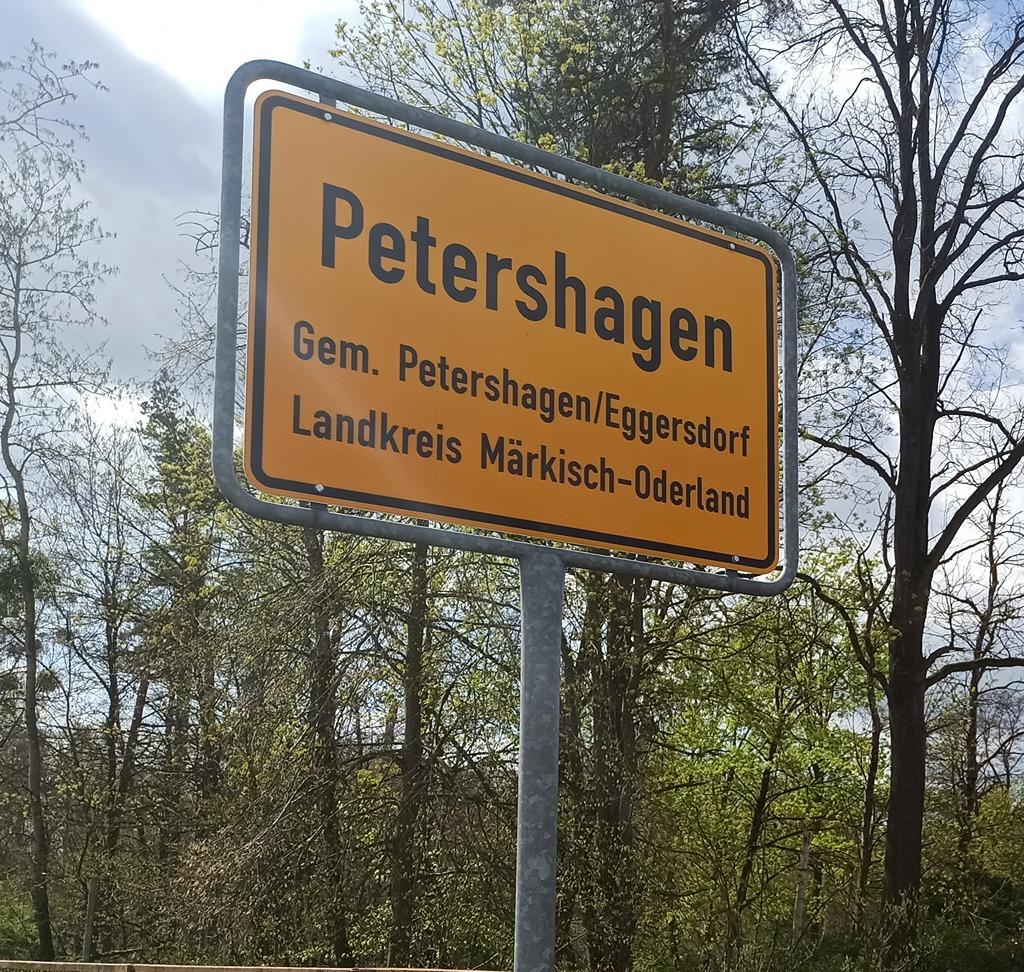 Petershagen
Gem. Petershagen/Eggersdorf
Landkreis Märkisch-Oderland